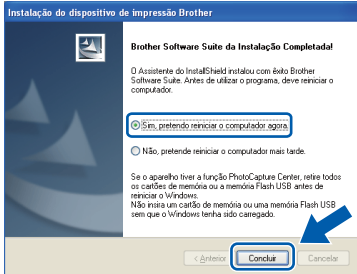 Instalação do dispositivo de impressão Brother
Brother Software Suite da Instalação Completada!
O Assistente do InstallShield instalou com êxito Brother
Software Suite. Antes de utilizar o programa, deve reiniciar o
computador.
Sim, pretendo reiniciar o computador agora.
Não, pretende reiniciar o computador mais tarde.
Se o aparelho tiver a função PhotoCapture Center, retire todos
os cartões de memória ou a memória Flash USB antes de
reiniciar o Windows.
Não insira um cartão de memória ou uma memória Flash USB
sem que o Windows tenha sido carregado.
< Anterior
Concluir
Cancelar